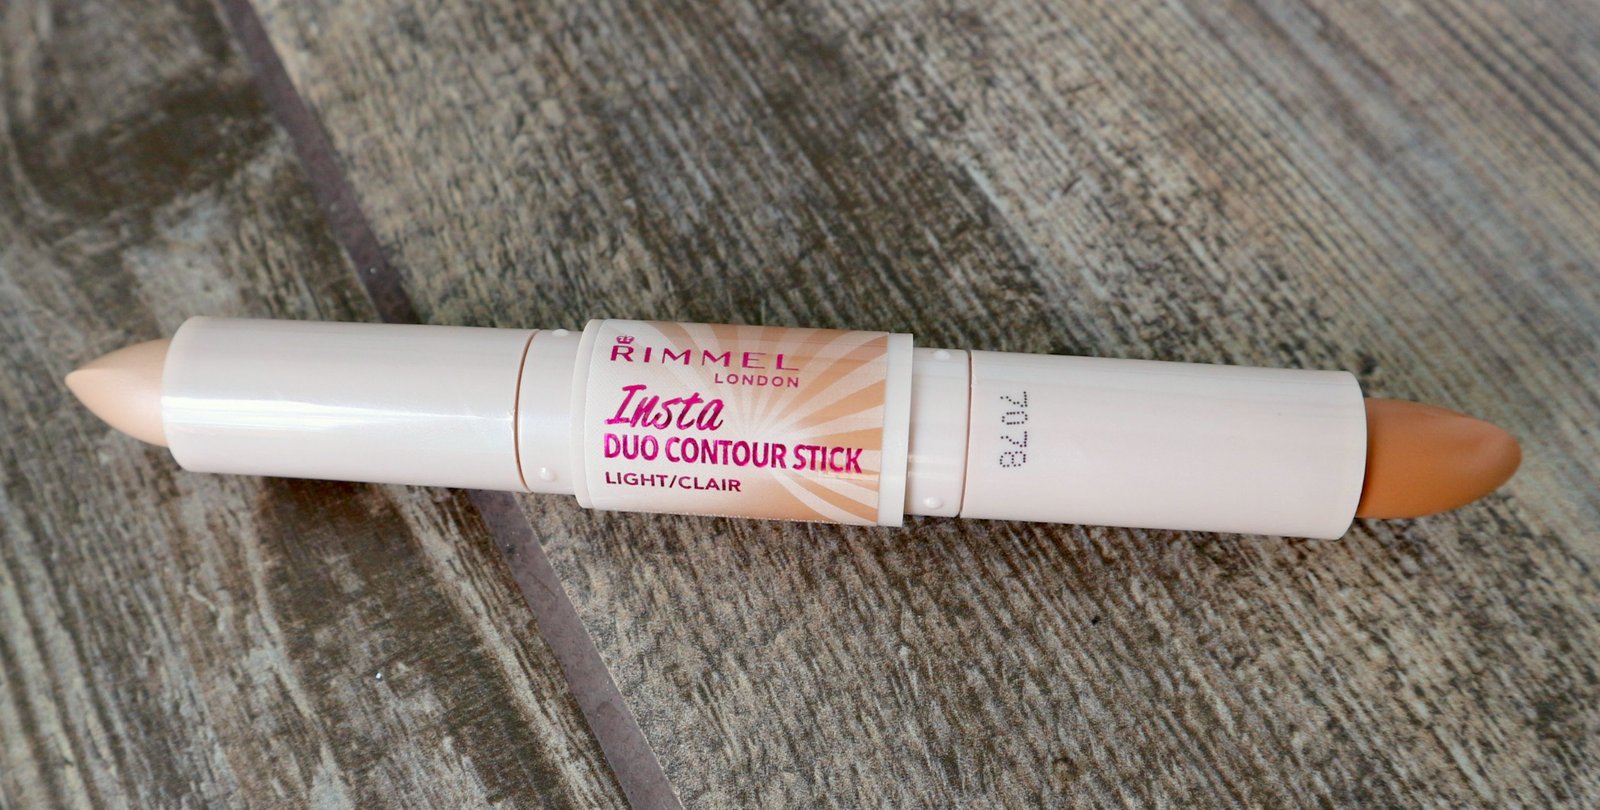 RIMMEL
LONDON
Insta
DUO CONTOUR STICK
LIGHT/CLAIR
7078